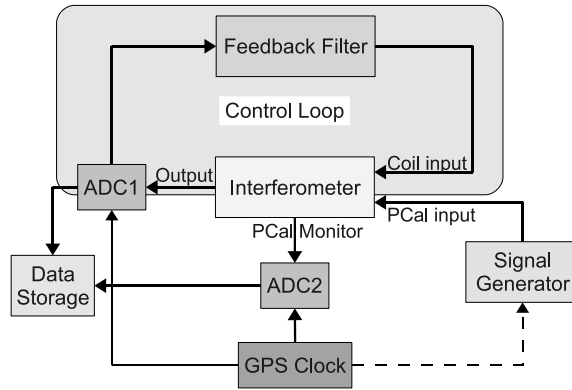 Feedback Filter
Control Loop
Output
Coil input
ADC1
Interferometer
PCal input
PCal Monitor
Data
Storage
ADC2
Signal
Generator
GPS Clock